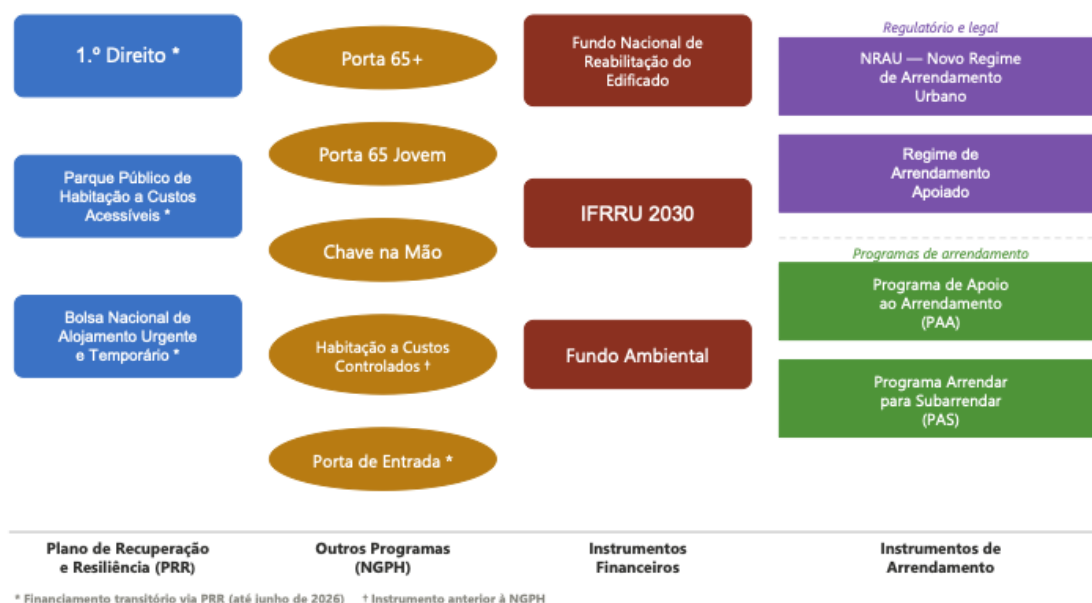 1.º Direito *
Parque Público de
Habitação a Custos
Acessíveis *
Bolsa Nacional de
Alojamento Urgente
e Temporário *
Porta 65+
Porta 65 Jovem
Chave na Mão
Habitação a Custos
Controlados †
Porta de Entrada *
Fundo Nacional de
Reabilitação do
Edificado
IFRRU 2030
Fundo Ambiental
Regulatório e legal
NRAU — Novo Regime
de Arrendamento
Urbano
Regime de
Arrendamento
Apoiado
Programas de arrendamento
Programa de Apoio
ao Arrendamento
(PAA)
Programa Arrendar
para Subarrendar
(PAS)
Plano de Recuperação
e Resiliência (PRR)
Outros Programas
(NGPH)
Instrumentos
Financeiros
Instrumentos de
Arrendamento
* Financiamento transitório via PRR (até junho de 2026) † Instrumento anterior à NGPH